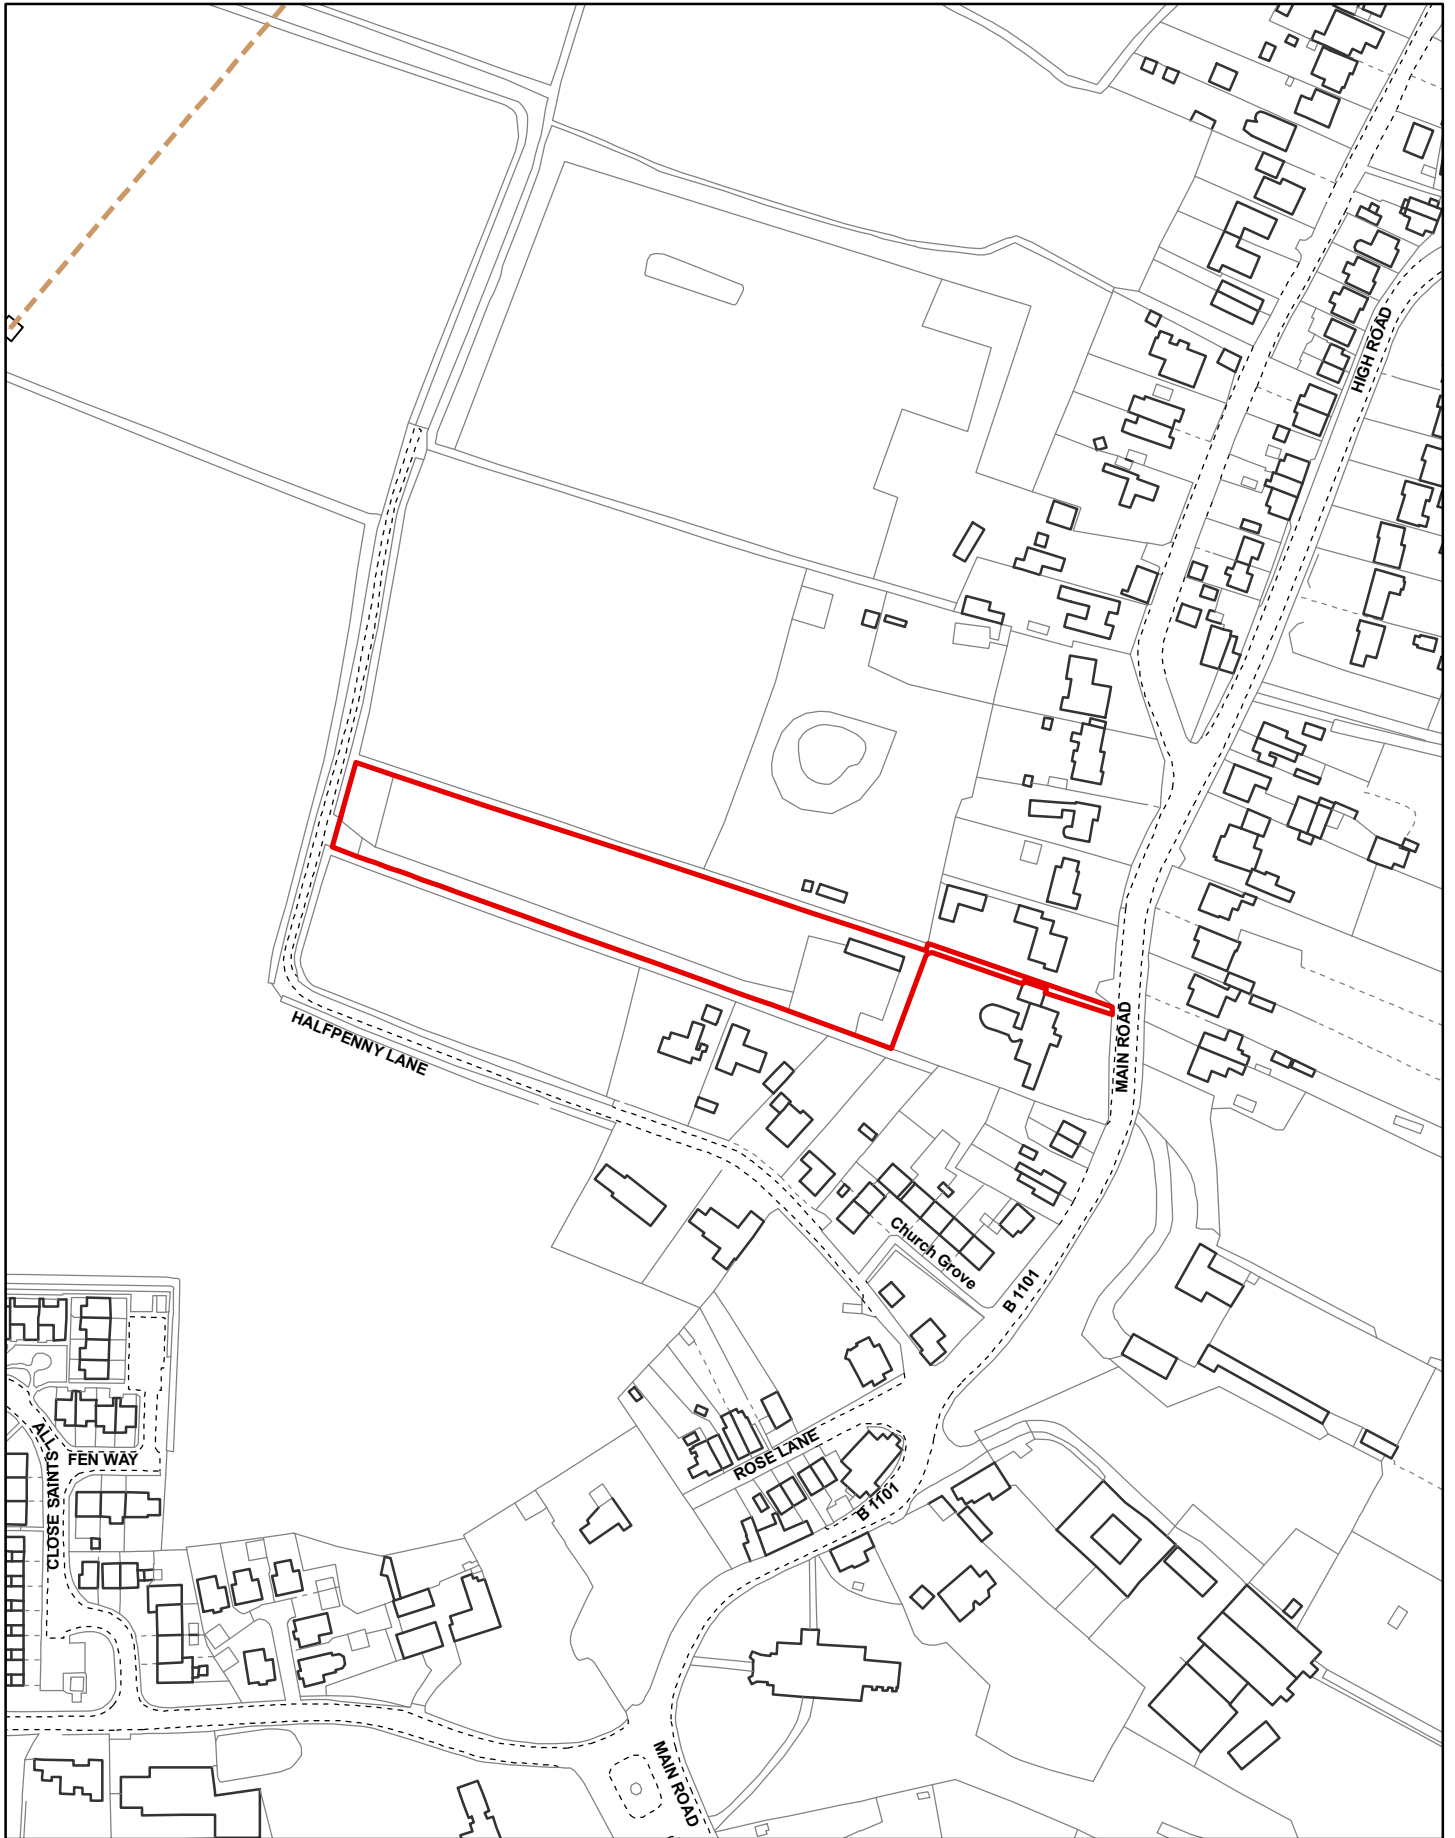 HIGH ROAD
MAIN ROAD
HALFPENNY LANE
Church Grove
B 1101
ROSE LANE
B 1101
ALL
SAINTS
CLOSE
FEN WAY
MAIN ROAD